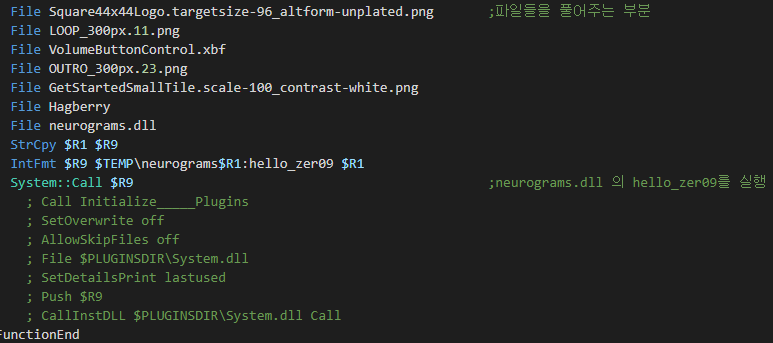 File Square44x44Logo.targetsize-96_altform-unplated.png ;파일들을 풀어주는 부분
File LOOP_300px.11.png
File VolumeButtonControl.xbf
File OUTRO_300px.23.png
File GetStartedSmallTile.scale-100_contrast-white.png
File Hagberry
File neurograms.dll
StrCpy $R1 $R9
IntFmt $R9 $TEMP\neurograms$R1:hello_zer09 $R1
System::Call $R9 ;neurograms.dll 의 hello_zer09를 실행
; Call Initialize_____Plugins
; SetOverwrite off
; AllowSkipFiles off
; File $PLUGINSDIR\System.dll
; SetDetailsPrint lastused
; Push $R9
; CallInstDLL $PLUGINSDIR\System.dll Call
FunctionEnd